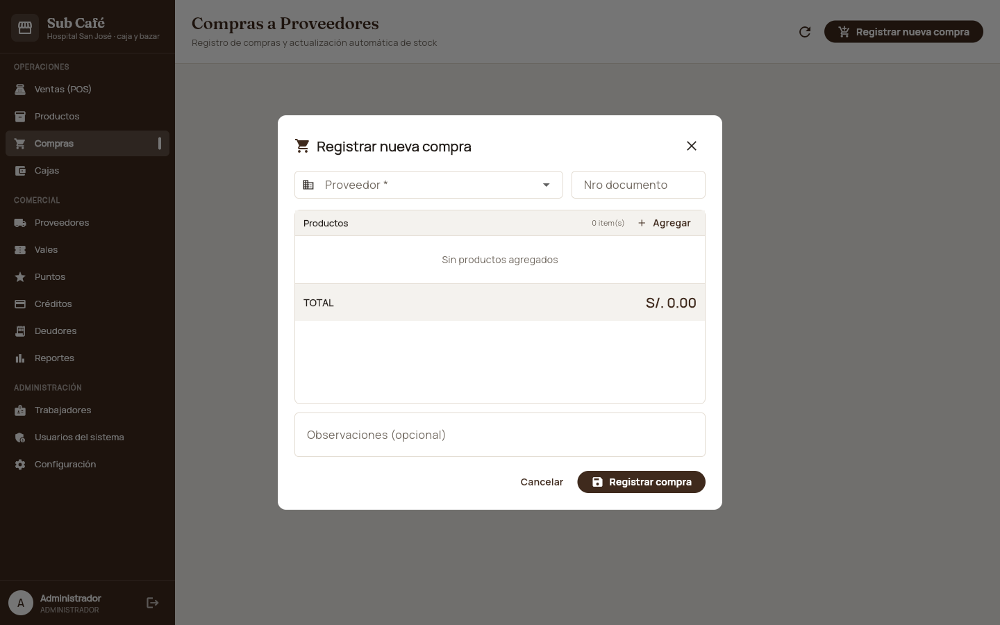 Sub Café
Hospital San José · caja y bazar
OPERACIONES
Ventas (POS)
Productos
Compras
Cajas
COMERCIAL
Proveedores
Vales
Puntos
Créditos
Deudores
Reportes
ADMINISTRACIÓN
Trabajadores
Usuarios del sistema
Configuración
A
Administrador
ADMINISTRADOR
Compras a Proveedores
Registro de compras y actualización automática de stock
Registrar nueva compra
Registrar nueva compra
Proveedor *
Nro documento
Productos
0 item(s)
Agregar
Sin productos agregados
TOTAL
S/. 0.00
Observaciones (opcional)
Cancelar
Registrar compra